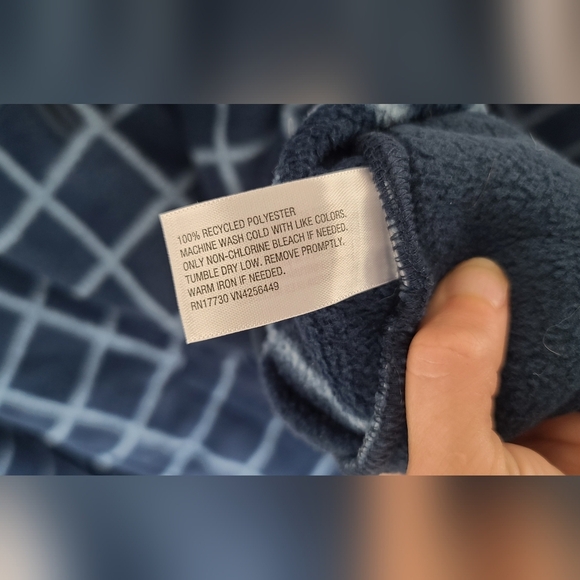 100% RECYCLED POLYESTER
MACHINE WASH COLD WITH LIKE COLORS.
ONLY NON-CHLORINE BLEACH IF NEEDED.
TUMBLE DRY LOW. REMOVE PROMPTLY.
WARM IRON IF NEEDED.
RN17730 VN4256449